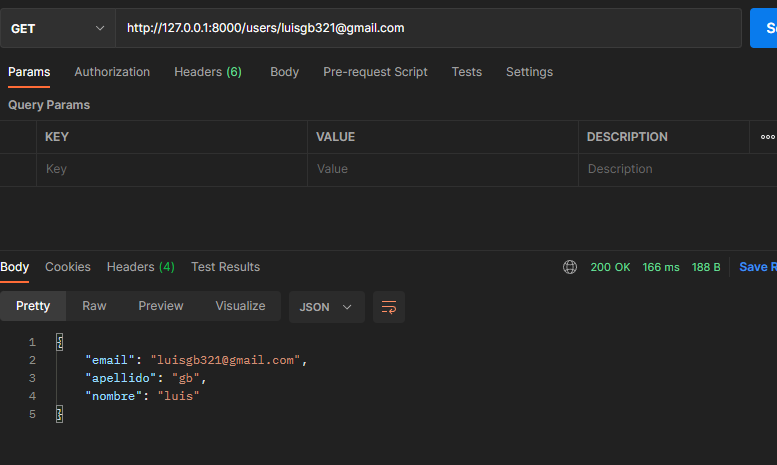 GET http://127.0.0.1:8000/users/luisgb321@gmail.com
Params Authorization Headers (6) Body Pre-request Script Tests Settings
Query Params
KEY VALUE DESCRIPTION ooo
Key Value Description
Body Cookies Headers (4) Test Results 200 OK 166 ms 188 B Save R
Pretty Raw Preview Visualize JSON
1 {
2 "email": "luisgb321@gmail.com",
3 "apellido": "gb",
4 "nombre": "luis"
5 }